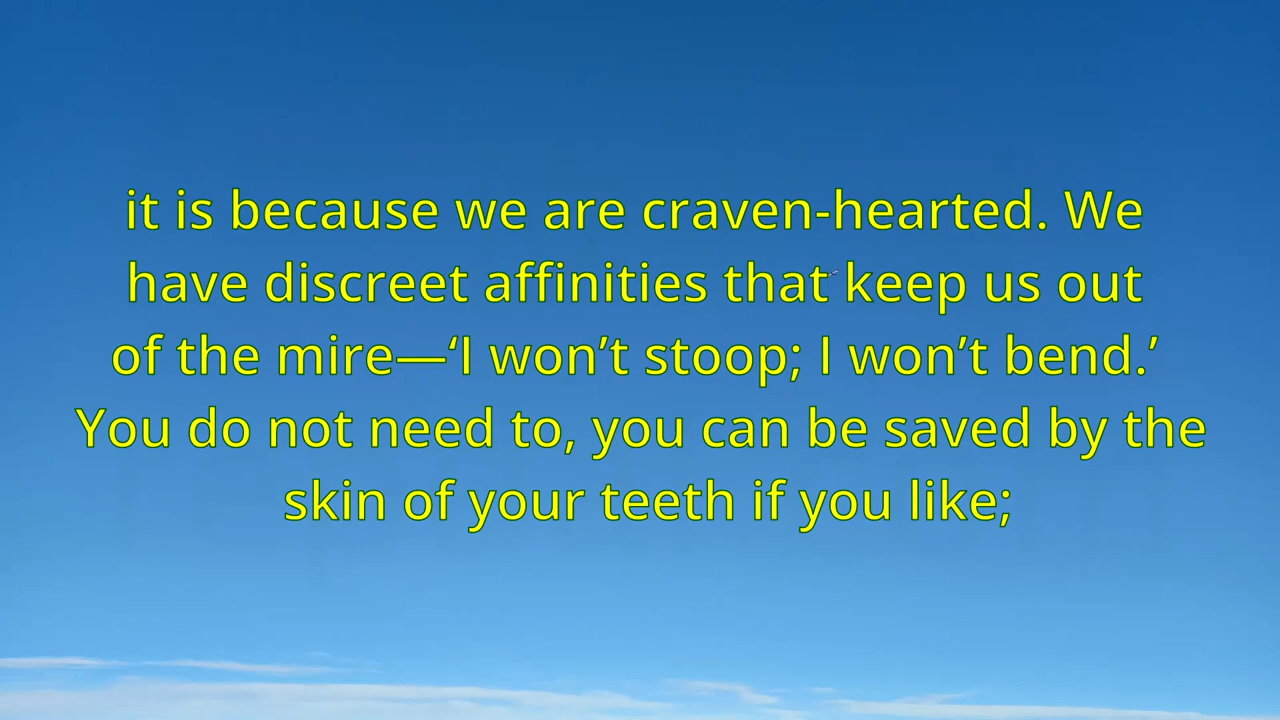 it is because we are craven-hearted. We
have discreet affinities that keep us out
of the mire—‘I won’t stoop; I won’t bend.’
You do not need to, you can be saved by the
skin of your teeth if you like;